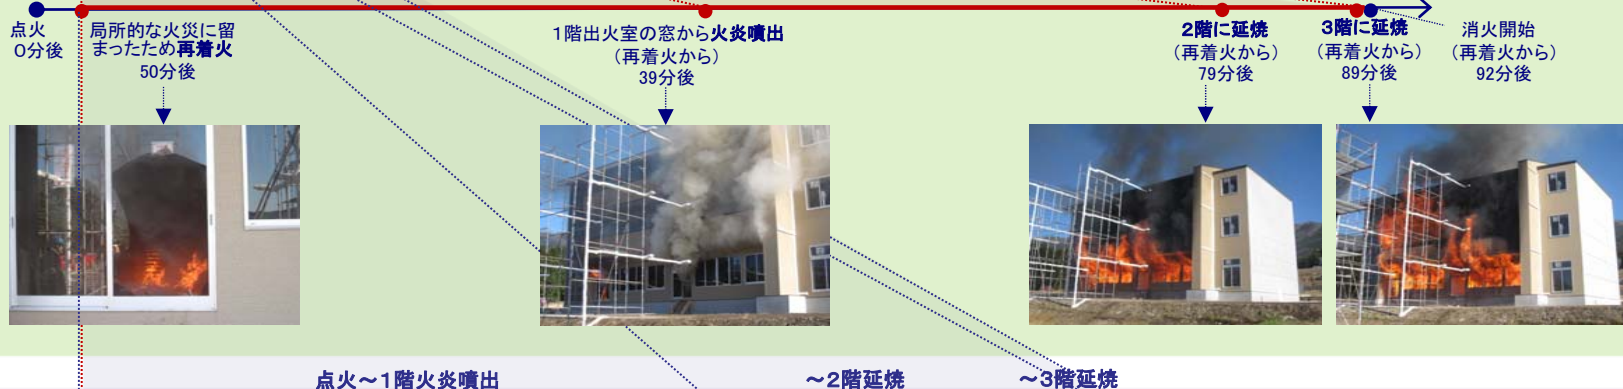 点火
0分後
局所的な火災に留
まったため再着火
50分後
1階出火室の窓から火炎噴出
(再着火から)
39分後
2階に延焼
(再着火から)
79分後
3階に延焼
(再着火から)
89分後
消火開始
(再着火から)
92分後
点火～1階火炎噴出
～2階延焼
～3階延焼